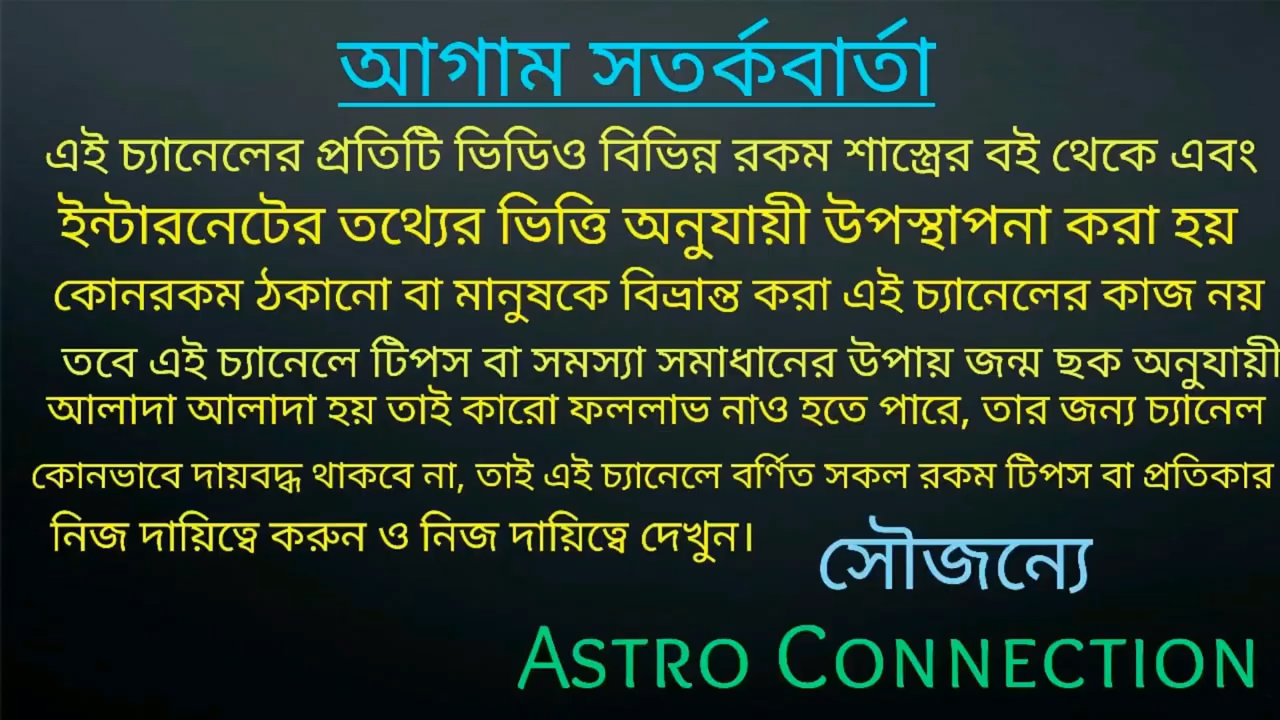 আগাম সতর্কবার্তা
এই চ্যানেলের প্রতিটি ভিডিও বিভিন্ন রকম শাস্ত্রের বই থেকে এবং
ইন্টারনেটের তথ্যের ভিত্তি অনুযায়ী উপস্থাপনা করা হয়
কোনরকম ঠকানো বা মানুষকে বিভ্রান্ত করা এই চ্যানেলের কাজ নয়
তবে এই চ্যানেলে টিপস বা সমস্যা সমাধানের উপায় জন্ম ছক অনুযায়ী
আলাদা আলাদা হয় তাই কারো ফললাভ নাও হতে পারে, তার জন্য চ্যানেল
কোনভাবে দায়বদ্ধ থাকবে না, তাই এই চ্যানেলে বর্ণিত সকল রকম টিপস বা প্রতিকার
নিজ দায়িত্বে করুন ও নিজ দায়িত্বে দেখুন।
সৌজন্যে
ASTRO CONNECTION